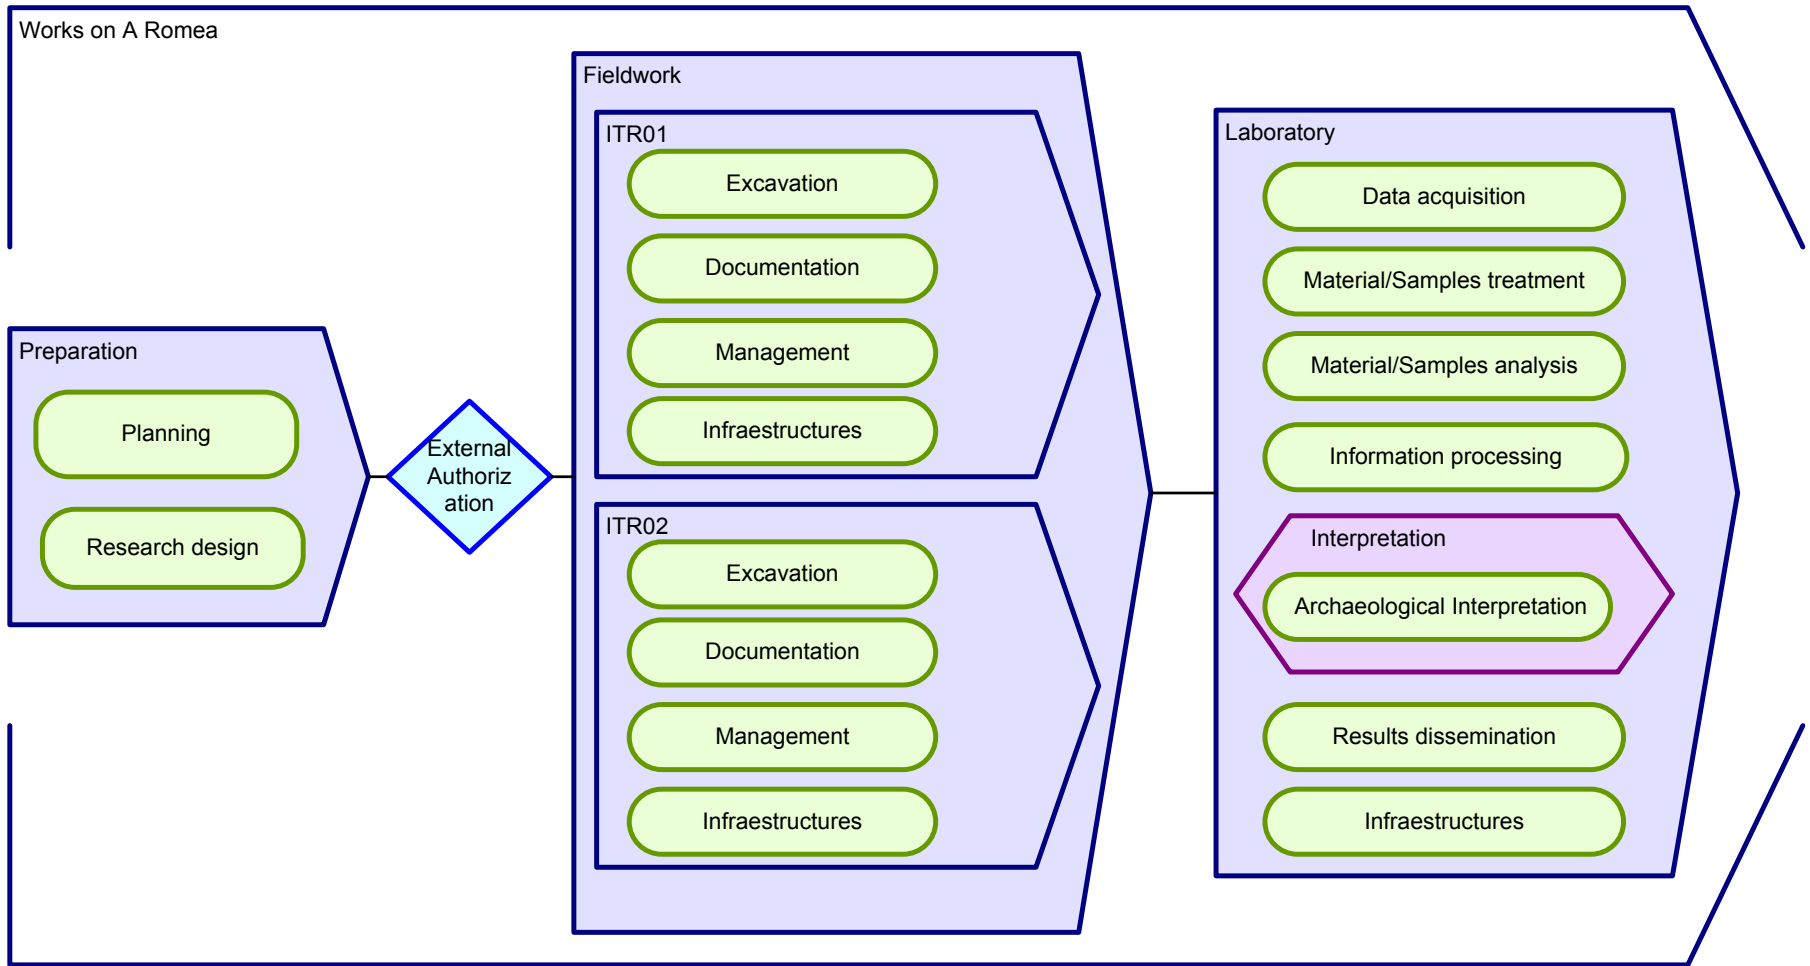 Works on A Romea
Preparation
Planning
Research design
External
Authoriz
ation
Fieldwork
ITR01
Excavation
Documentation
Management
Infraestructures
ITR02
Excavation
Documentation
Management
Infraestructures
Laboratory
Data acquisition
Material/Samples treatment
Material/Samples analysis
Information processing
Interpretation
Archaeological Interpretation
Results dissemination
Infraestructures